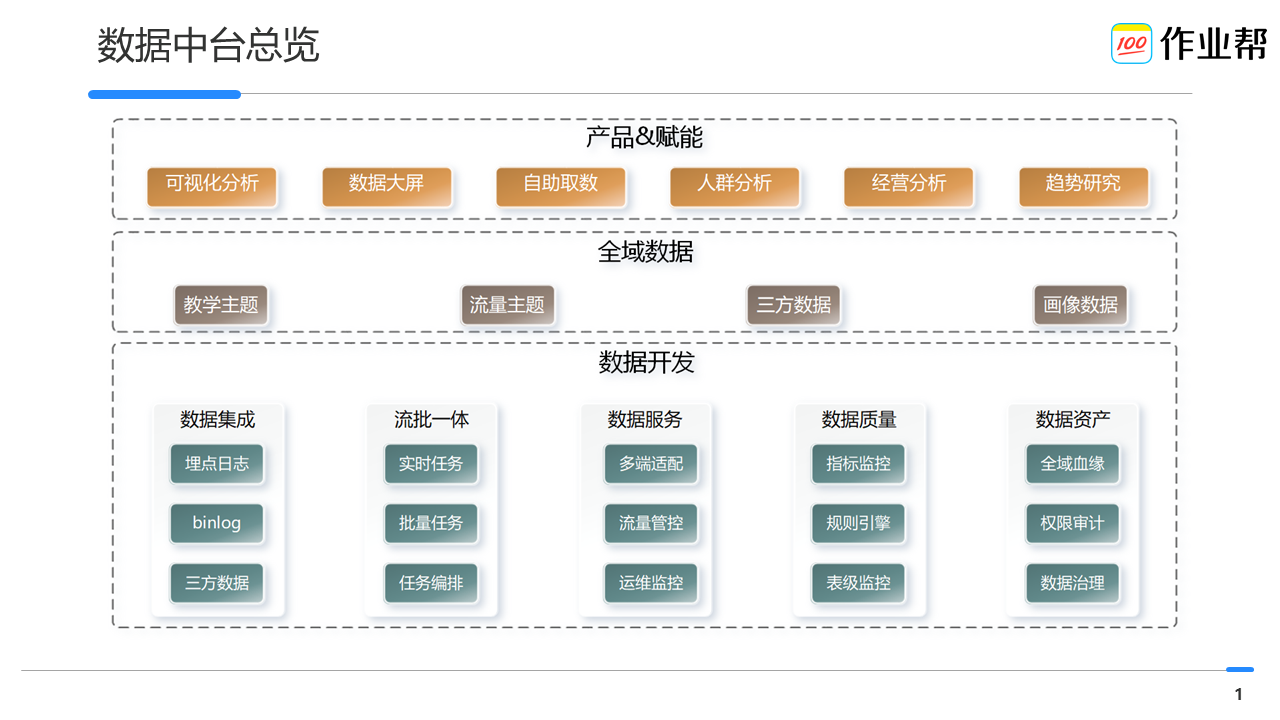 数据中台总览
100 作业帮
产品&赋能
可视化分析 数据大屏 自助取数 人群分析 经营分析 趋势研究
全域数据
教学主题 流量主题 三方数据 画像数据
数据开发
数据集成 流批一体 数据服务 数据质量 数据资产
埋点日志 实时任务 多端适配 指标监控 全域血缘
binlog 批量任务 流量管控 规则引擎 权限审计
三方数据 任务编排 运维监控 表级监控 数据治理
1